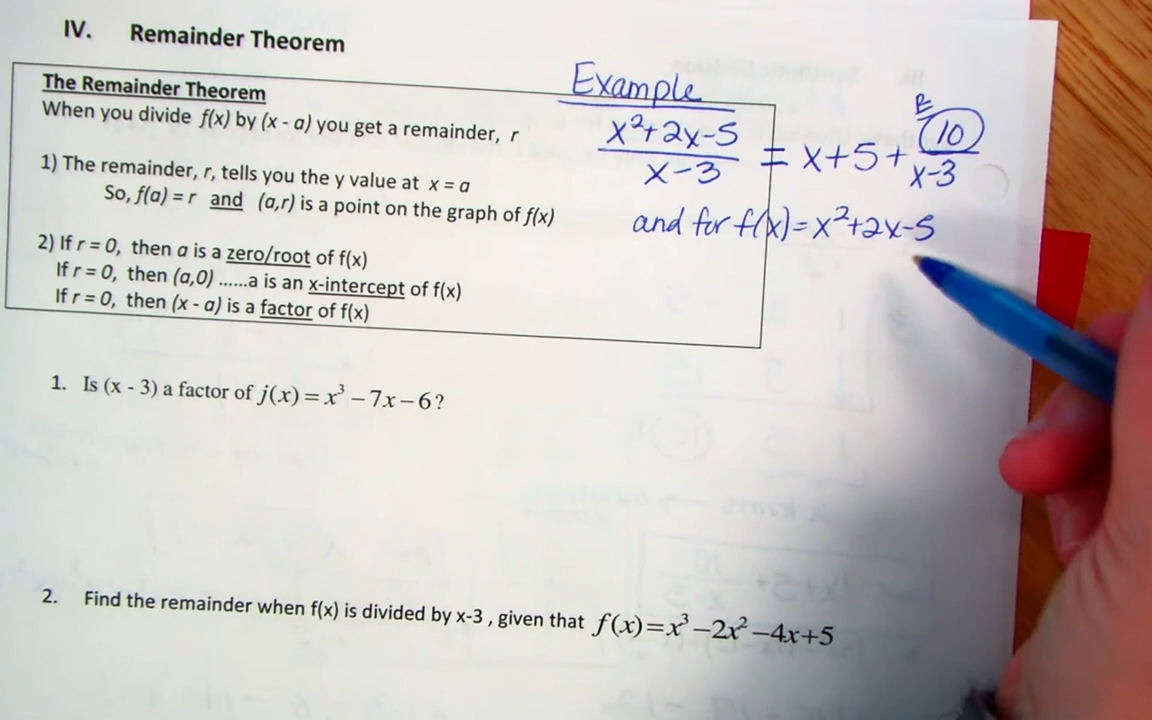 IV. Remainder Theorem
The Remainder Theorem
When you divide f(x) by (x - a) you get a remainder, r
1) The remainder, r, tells you the y value at x = a
So, f(a) = r and (a,r) is a point on the graph of f(x)
2) If r = 0, then a is a zero/root of f(x)
If r = 0, then (a,0) ......a is an x-intercept of f(x)
If r = 0, then (x - a) is a factor of f(x)
Example
R
x²+2x-5 / x-3 = x+5+ 10 / x-3
and for f(x)=x²+2x-5
1. Is (x - 3) a factor of j(x) = x³ – 7x – 6?
2. Find the remainder when f(x) is divided by x-3 , given that f(x)=x³ –2x² –4x+5